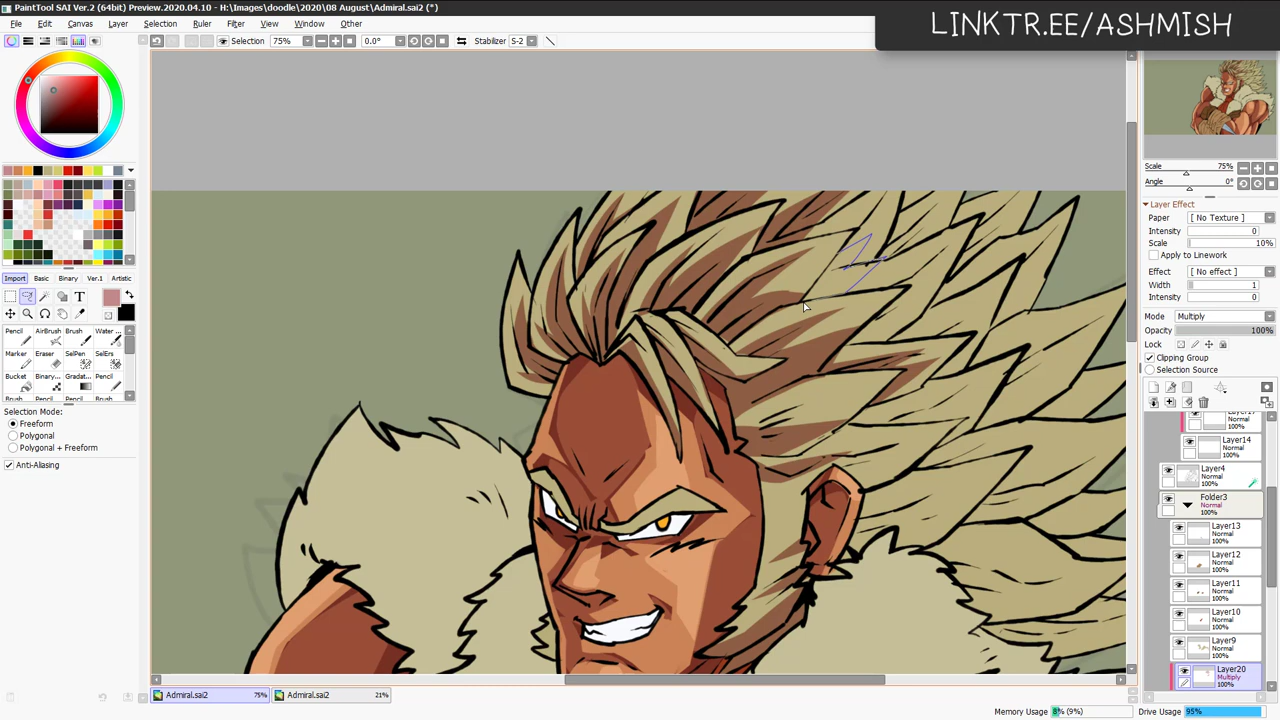 PaintTool SAI Ver.2 (64bit) Preview.2020.04.10 - H:\Images\doodle\2020\08 August\Admiral.sai2 (*)
LINKTR.EE/ASHMISH
File Edit Canvas Layer Selection Ruler Filter View Window Other
Selection 75% 0.0° Stabilizer S-2
Scale 75%
Angle 0°
Layer Effect
Paper [ No Texture ]
Intensity 0
Scale 10%
Apply to Linework
Effect [ No effect ]
Width 1
Intensity 0
Mode Multiply
Opacity 100%
Lock
Clipping Group
Selection Source
Import Basic Binary Ver.1 Artistic
Pencil AirBrush Brush Water ...
Marker Eraser SelPen SelErs
Bucket Binary... Gradat... Pencil
Selection Mode:
Freeform
Polygonal
Polygonal + Freeform
Anti-Aliasing
100%
Layer14
Normal
100%
Layer4
Normal
100%
Folder3
Normal
100%
Layer13
Normal
100%
Layer12
Normal
100%
Layer11
Normal
100%
Layer10
Normal
100%
Layer9
Normal
100%
Layer20
Multiply
100%
Admiral.sai2 75% Admiral.sai2 21%
Memory Usage 8% (9%) Drive Usage 95%